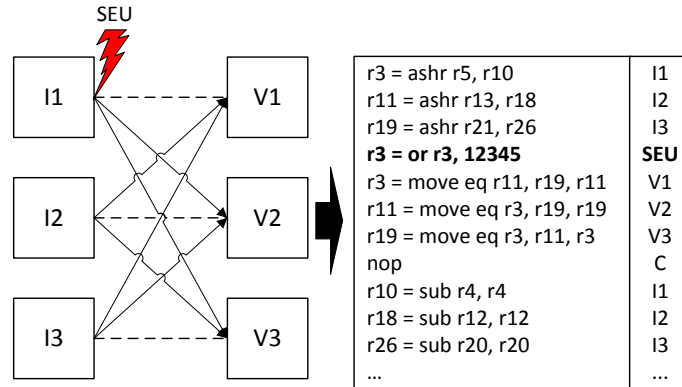 SEU
I1
V1
I2
V2
I3
V3
r3 = ashr r5, r10 I1
r11 = ashr r13, r18 I2
r19 = ashr r21, r26 I3
r3 = or r3, 12345 SEU
r3 = move eq r11, r19, r11 V1
r11 = move eq r3, r19, r19 V2
r19 = move eq r3, r11, r3 V3
nop C
r10 = sub r4, r4 I1
r18 = sub r12, r12 I2
r26 = sub r20, r20 I3
... ...